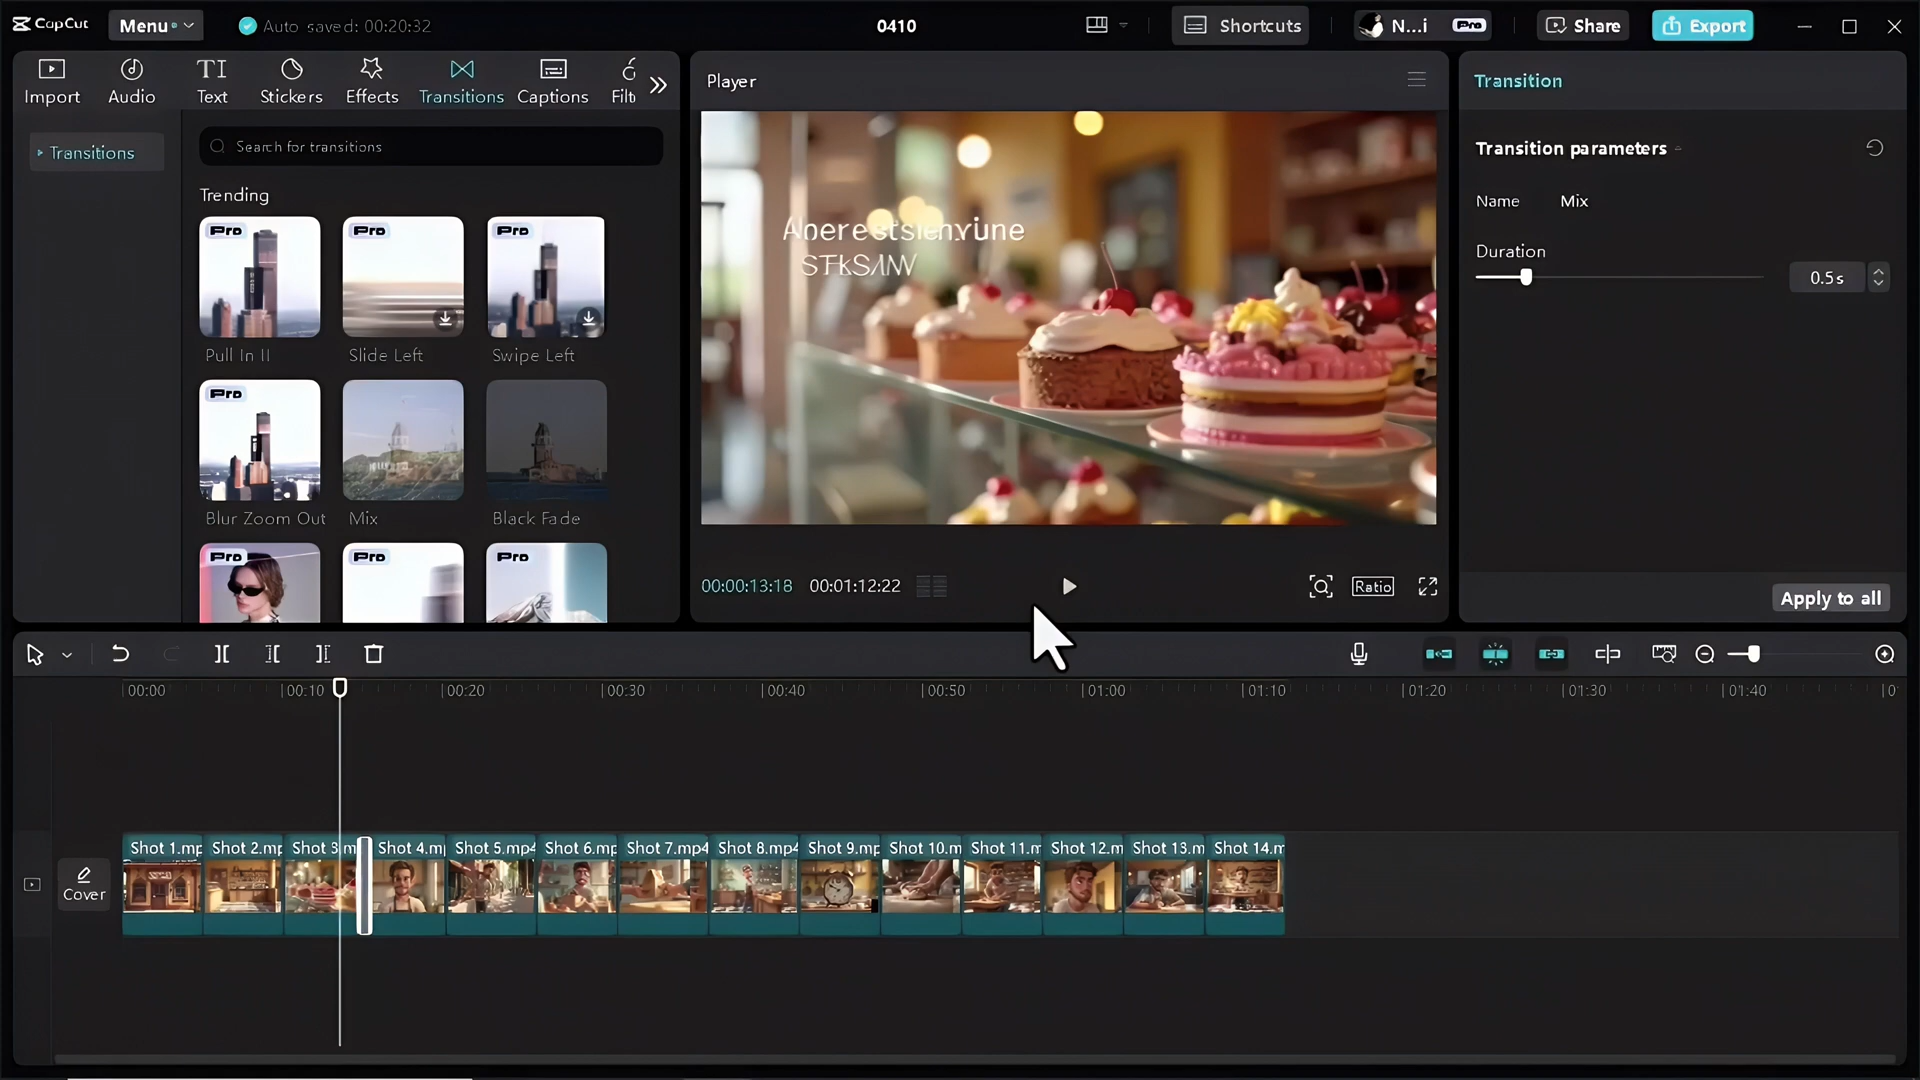 CapCut
Menu
Auto saved: 00:20:32
0410
Shortcuts
N...i
Pro
Share
Export
Import
Audio
Text
Stickers
Effects
Transitions
Captions
Filt
Transitions
Search for transitions
Trending
Pro
Pro
Pro
Pull In II
Slide Left
Swipe Left
Pro
Blur Zoom Out
Mix
Black Fade
Pro
Pro
Pro
Player
00:00:13:18
00:01:12:22
Ratio
Transition
Transition parameters
Name
Mix
Duration
0.5s
Apply to all
00:00
00:10
00:20
00:30
00:40
00:50
01:00
01:10
01:20
01:30
01:40
Cover
Shot 1.mp
Shot 2.mp
Shot 3.m
Shot 4.mp
Shot 5.mp4
Shot 6.mp
Shot 7.mp4
Shot 8.mp4
Shot 9.mp
Shot 10.m
Shot 11.m
Shot 12.m
Shot 13.m
Shot 14.m